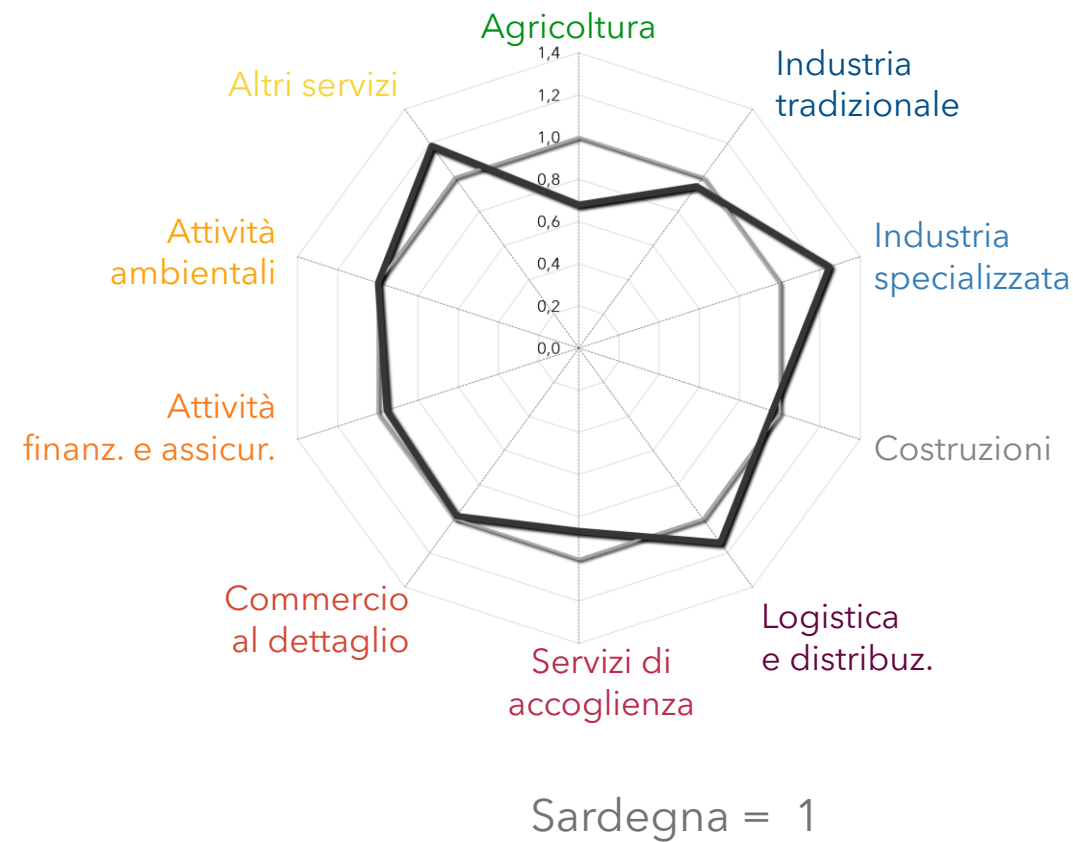 Agricoltura
1,4
1,2
1,0
0,8
0,6
0,4
0,2
0,0
Industria
tradizionale
Industria
specializzata
Costruzioni
Logistica
e distribuz.
Servizi di
accoglienza
Commercio
al dettaglio
Attività
finanz. e assicur.
Attività
ambientali
Altri servizi
Sardegna = 1